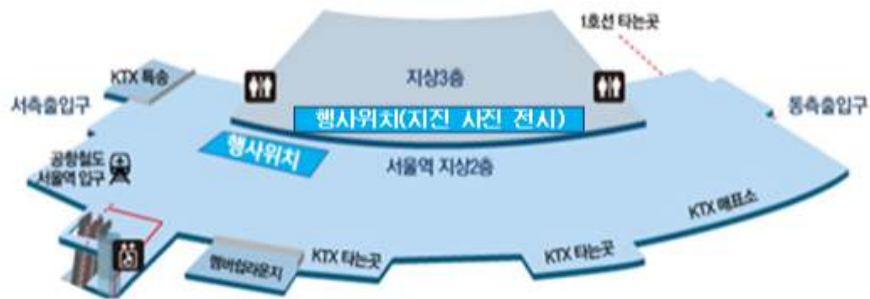 1호선 타는곳
KTX 특송
지상3층
서측출입구
행사위치(지진 사진 전시)
동측출입구
행사위치
공항철도
서울역 입구
서울역 지상2층
KTX 매표소
멤버쉽라운지
KTX 타는곳
KTX 타는곳